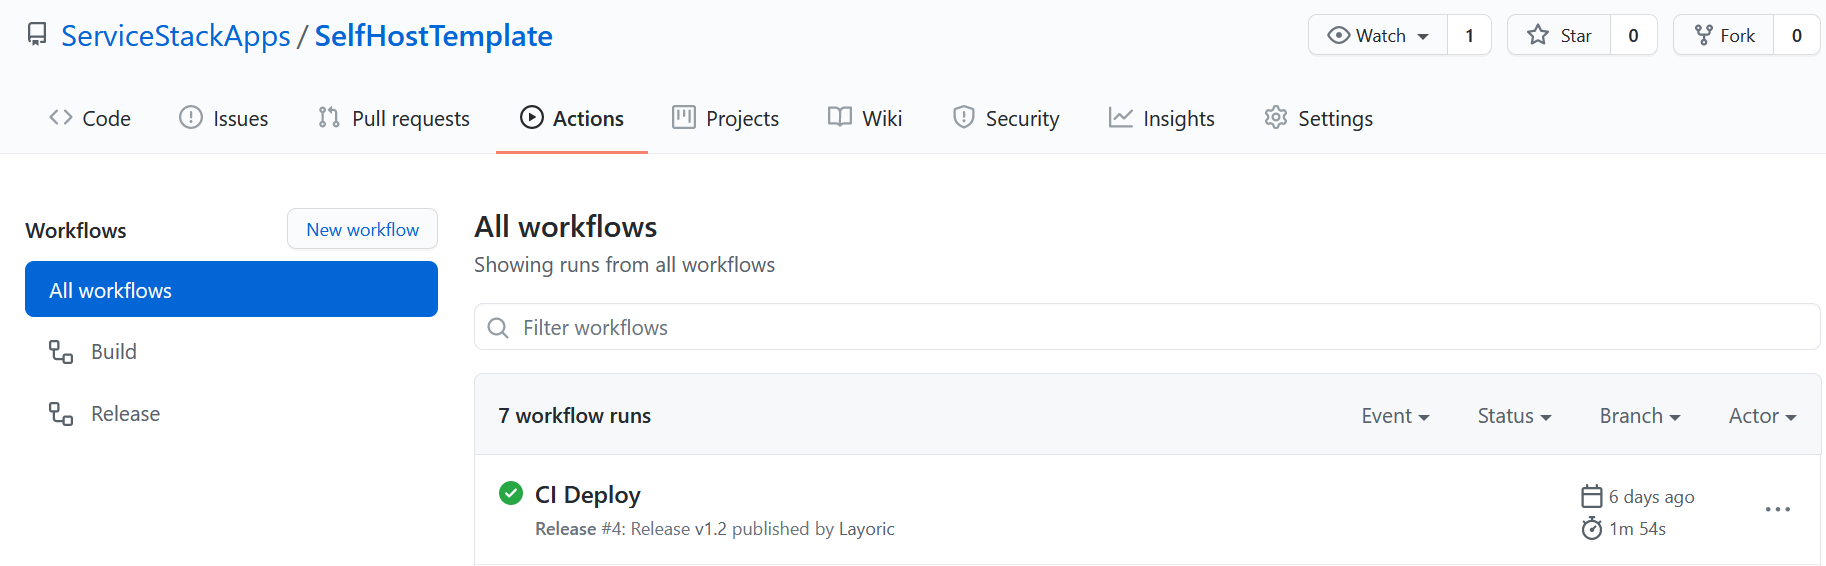 ServiceStackApps / SelfHostTemplate
Watch 1 Star 0 Fork 0
Code Issues Pull requests Actions Projects Wiki Security Insights Settings
Workflows New workflow
All workflows
Build
Release
All workflows
Showing runs from all workflows
Filter workflows
7 workflow runs Event Status Branch Actor
CI Deploy 6 days ago
Release #4: Release v1.2 published by Layoric 1m 54s